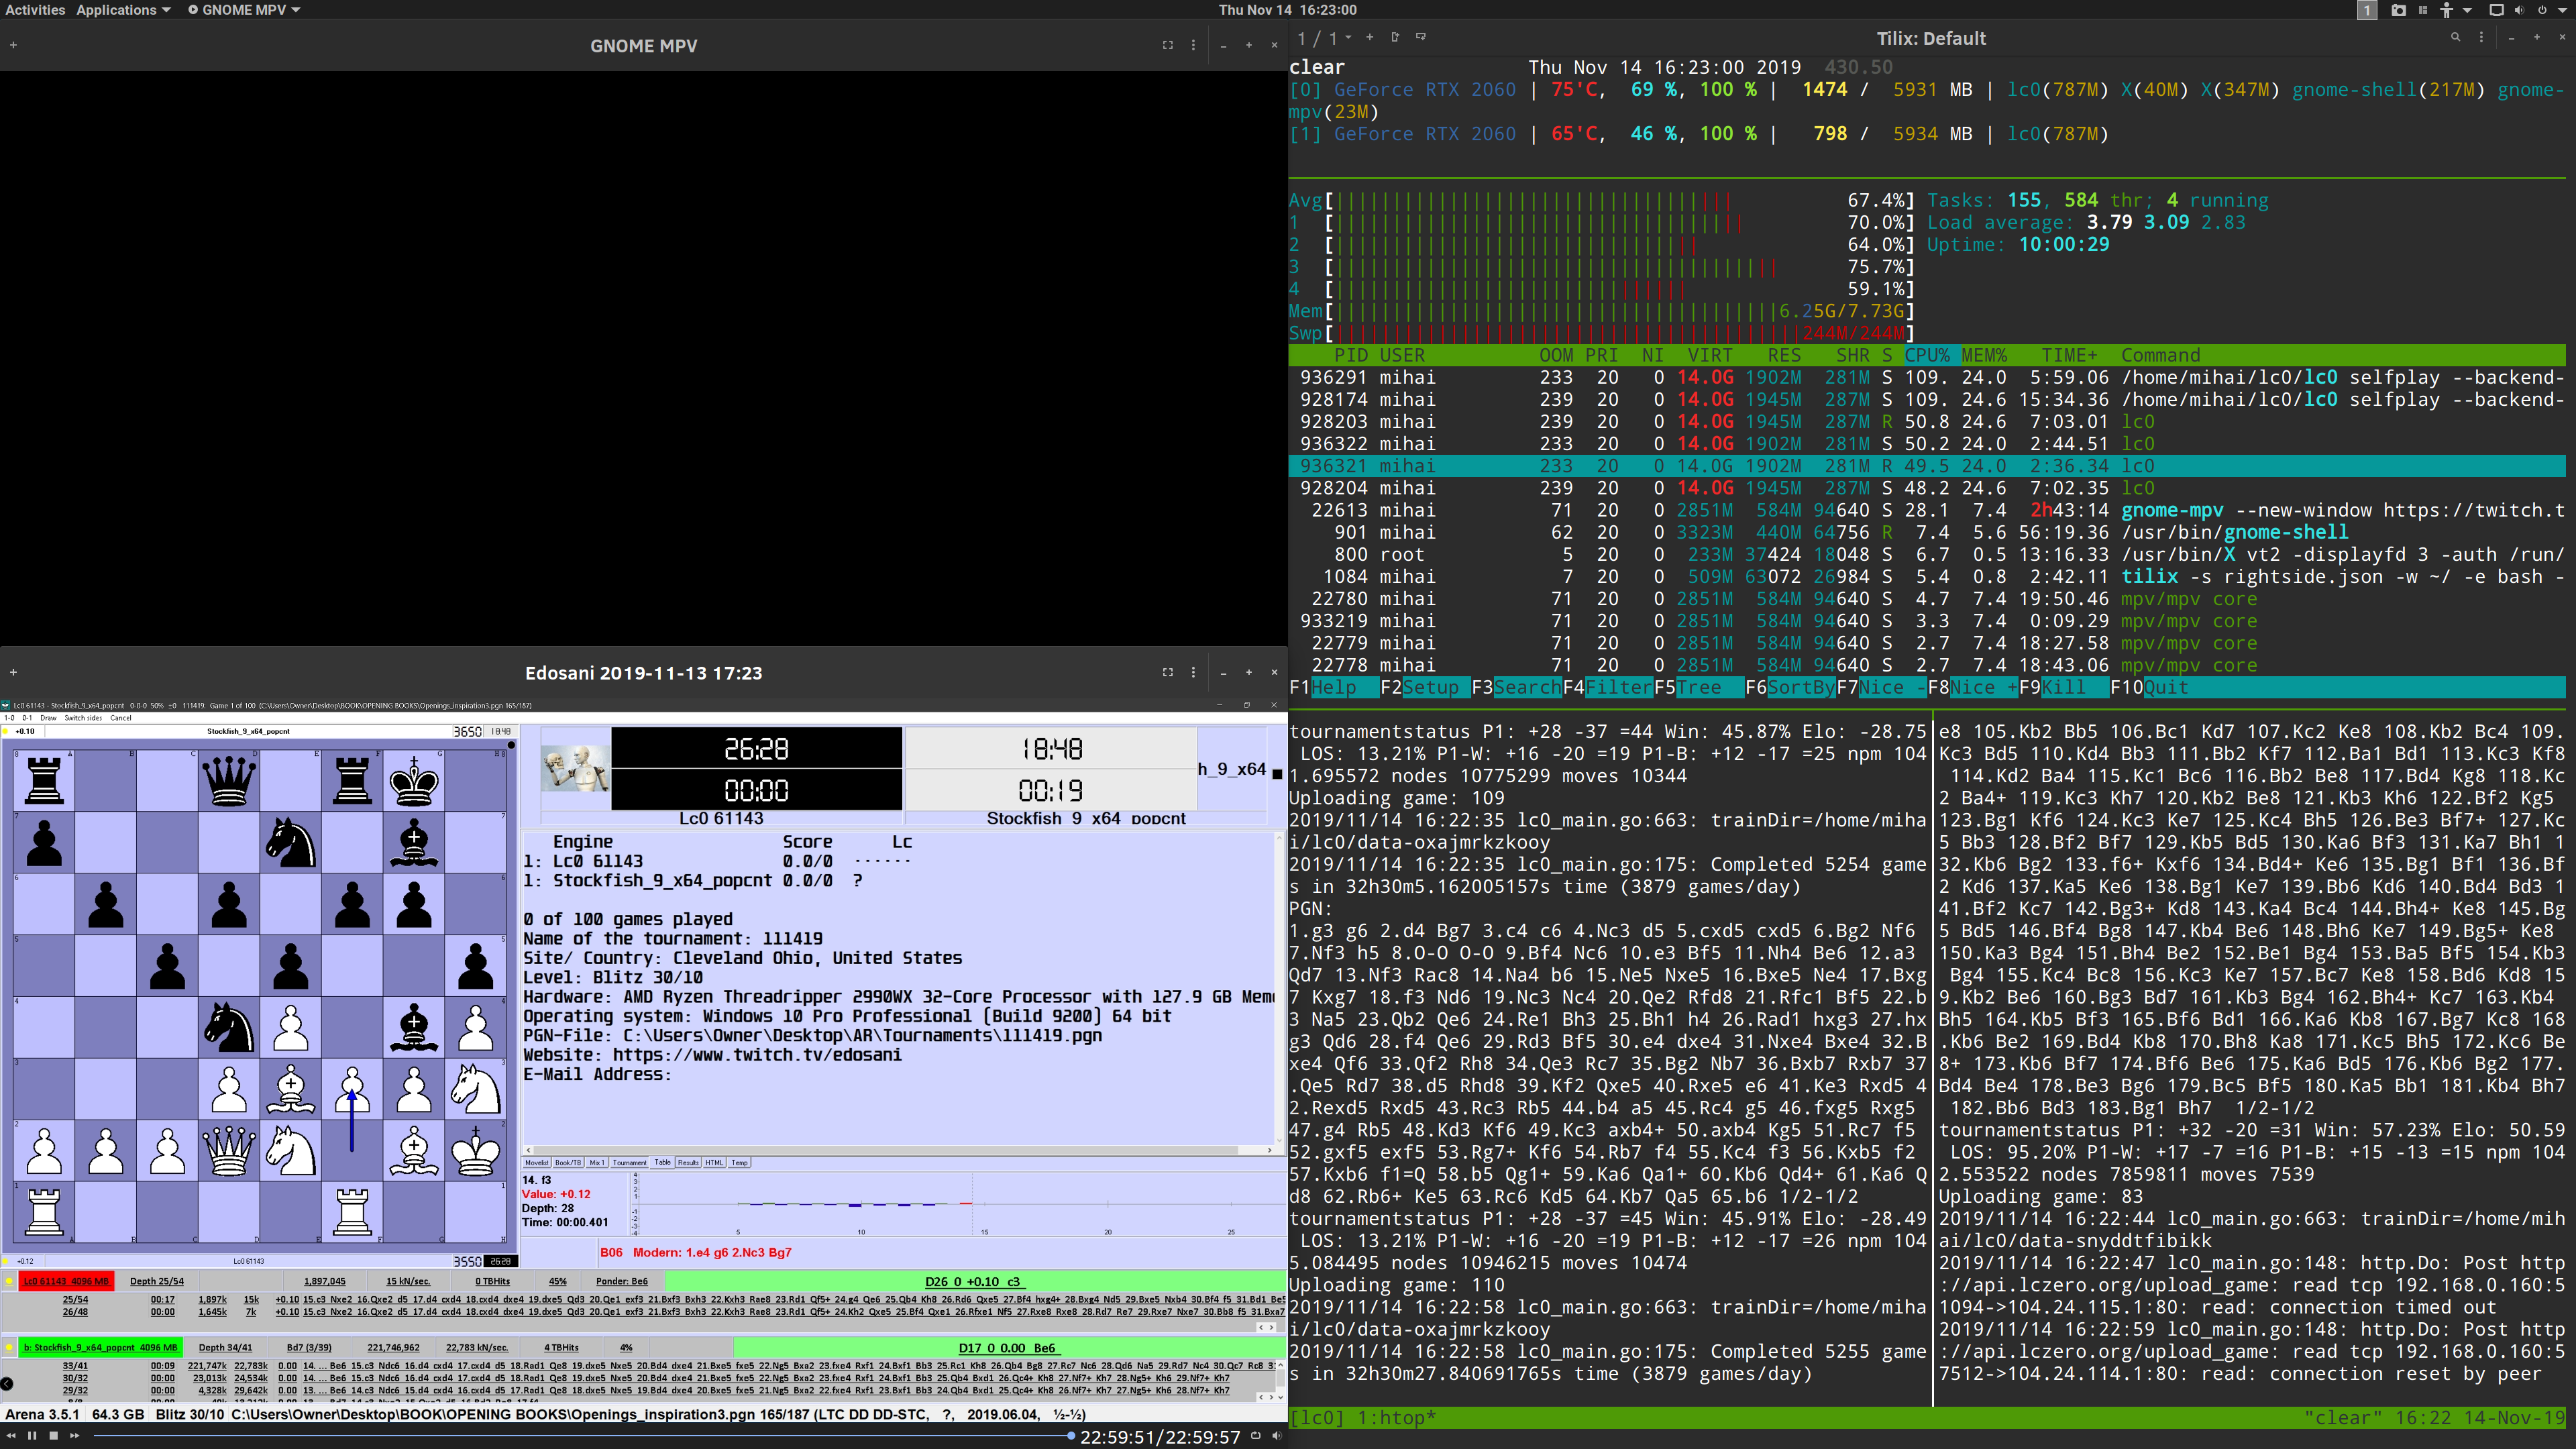 Activities Applications GNOME MPV Thu Nov 14 16:23:00 1
GNOME MPV
1 / 1 Tilix: Default
clear Thu Nov 14 16:23:00 2019 430.50
[0] GeForce RTX 2060 | 75'C, 69 %, 100 % | 1474 / 5931 MB | lc0(787M) X(40M) X(347M) gnome-shell(217M) gnome-
mpv(23M)
[1] GeForce RTX 2060 | 65'C, 46 %, 100 % | 798 / 5934 MB | lc0(787M)
Avg[ 67.4%] Tasks: 155, 584 thr; 4 running
1 [ 70.0%] Load average: 3.79 3.09 2.83
2 [ 64.0%] Uptime: 10:00:29
3 [ 75.7%]
4 [ 59.1%]
Mem[ 6.25G/7.73G]
Swp[ 244M/244M]
PID USER OOM PRI NI VIRT RES SHR S CPU% MEM% TIME+ Command
936291 mihai 233 20 0 14.0G 1902M 281M S 109. 24.0 5:59.06 /home/mihai/lc0/lc0 selfplay --backend-
928174 mihai 239 20 0 14.0G 1945M 287M S 109. 24.6 15:34.36 /home/mihai/lc0/lc0 selfplay --backend-
928203 mihai 239 20 0 14.0G 1945M 287M R 50.8 24.6 7:03.01 lc0
936322 mihai 233 20 0 14.0G 1902M 281M S 50.2 24.0 2:44.51 lc0
936321 mihai 233 20 0 14.0G 1902M 281M R 49.5 24.0 2:36.34 lc0
928204 mihai 239 20 0 14.0G 1945M 287M S 48.2 24.6 7:02.35 lc0
22613 mihai 71 20 0 2851M 584M 94640 S 28.1 7.4 2h43:14 gnome-mpv --new-window https://twitch.t
901 mihai 62 20 0 3323M 440M 64756 R 7.4 5.6 56:19.36 /usr/bin/gnome-shell
800 root 5 20 0 233M 37424 18048 S 6.7 0.5 13:16.33 /usr/bin/X vt2 -displayfd 3 -auth /run/
1084 mihai 7 20 0 509M 63072 26984 S 5.4 0.8 2:42.11 tilix -s rightside.json -w ~/ -e bash -
22780 mihai 71 20 0 2851M 584M 94640 S 4.7 7.4 19:50.46 mpv/mpv core
933219 mihai 71 20 0 2851M 584M 94640 S 3.3 7.4 0:09.29 mpv/mpv core
22779 mihai 71 20 0 2851M 584M 94640 S 2.7 7.4 18:27.58 mpv/mpv core
22778 mihai 71 20 0 2851M 584M 94640 S 2.7 7.4 18:43.06 mpv/mpv core
F1Help F2Setup F3Search F4Filter F5Tree F6SortBy F7Nice - F8Nice + F9Kill F10Quit
tournamentstatus P1: +28 -37 =44 Win: 45.87% Elo: -28.75
LOS: 13.21% P1-W: +16 -20 =19 P1-B: +12 -17 =25 npm 104
1.695572 nodes 10775299 moves 10344
Uploading game: 109
2019/11/14 16:22:35 lc0_main.go:663: trainDir=/home/miha
i/lc0/data-oxajmrkzkooy
2019/11/14 16:22:35 lc0_main.go:175: Completed 5254 game
s in 32h30m5.162005157s time (3879 games/day)
PGN:
1.g3 g6 2.d4 Bg7 3.c4 c6 4.Nc3 d5 5.cxd5 cxd5 6.Bg2 Nf6
7.Nf3 h5 8.O-O O-O 9.Bf4 Nc6 10.e3 Bf5 11.Nh4 Be6 12.a3
Qd7 13.Nf3 Rac8 14.Na4 b6 15.Ne5 Nxe5 16.Bxe5 Ne4 17.Bxg
7 Kxg7 18.f3 Nd6 19.Nc3 Nc4 20.Qe2 Rfd8 21.Rfc1 Bf5 22.b
3 Na5 23.Qb2 Qe6 24.Re1 Bh3 25.Bh1 h4 26.Rad1 hxg3 27.hx
g3 Qd6 28.f4 Qe6 29.Rd3 Bf5 30.e4 dxe4 31.Nxe4 Bxe4 32.B
xe4 Qf6 33.Qf2 Rh8 34.Qe3 Rc7 35.Bg2 Nb7 36.Bxb7 Rxb7 37
.Qe5 Rd7 38.d5 Rhd8 39.Kf2 Qxe5 40.Rxe5 e6 41.Ke3 Rxd5 4
2.Rexd5 Rxd5 43.Rc3 Rb5 44.b4 a5 45.Rc4 g5 46.fxg5 Rxg5
47.g4 Rb5 48.Kd3 Kf6 49.Kc3 axb4+ 50.axb4 Kg5 51.Rc7 f5
52.gxf5 exf5 53.Rg7+ Kf6 54.Rb7 f4 55.Kc4 f3 56.Kxb5 f2
57.Kxb6 f1=Q 58.b5 Qg1+ 59.Ka6 Qa1+ 60.Kb6 Qd4+ 61.Ka6 Q
d8 62.Rb6+ Ke5 63.Rc6 Kd5 64.Kb7 Qa5 65.b6 1/2-1/2
tournamentstatus P1: +28 -37 =45 Win: 45.91% Elo: -28.49
LOS: 13.21% P1-W: +16 -20 =19 P1-B: +12 -17 =26 npm 104
5.084495 nodes 10946215 moves 10474
Uploading game: 110
2019/11/14 16:22:58 lc0_main.go:663: trainDir=/home/miha
i/lc0/data-oxajmrkzkooy
2019/11/14 16:22:58 lc0_main.go:175: Completed 5255 game
s in 32h30m27.840691765s time (3879 games/day)
e8 105.Kb2 Bb5 106.Bc1 Kd7 107.Kc2 Ke8 108.Kb2 Bc4 109.
Kc3 Bd5 110.Kd4 Bb3 111.Bb2 Kf7 112.Ba1 Bd1 113.Kc3 Kf8
114.Kd2 Ba4 115.Kc1 Bc6 116.Bb2 Be8 117.Bd4 Kg8 118.Kc
2 Ba4+ 119.Kc3 Kh7 120.Kb2 Be8 121.Kb3 Kh6 122.Bf2 Kg5
123.Bg1 Kf6 124.Kc3 Ke7 125.Kc4 Bh5 126.Be3 Bf7+ 127.Kc
5 Bb3 128.Bf2 Bf7 129.Kb5 Bd5 130.Ka6 Bf3 131.Ka7 Bh1 1
32.Kb6 Bg2 133.f6+ Kxf6 134.Bd4+ Ke6 135.Bg1 Bf1 136.Bf
2 Kd6 137.Ka5 Ke6 138.Bg1 Ke7 139.Bb6 Kd6 140.Bd4 Bd3 1
41.Bf2 Kc7 142.Bg3+ Kd8 143.Ka4 Bc4 144.Bh4+ Ke8 145.Bg
5 Bd5 146.Bf4 Bg8 147.Kb4 Be6 148.Bh6 Ke7 149.Bg5+ Ke8
150.Ka3 Bg4 151.Bh4 Be2 152.Be1 Bg4 153.Ba5 Bf5 154.Kb3
Bg4 155.Kc4 Bc8 156.Kc3 Ke7 157.Bc7 Ke8 158.Bd6 Kd8 15
9.Kb2 Be6 160.Bg3 Bd7 161.Kb3 Bg4 162.Bh4+ Kc7 163.Kb4
Bh5 164.Kb5 Bf3 165.Bf6 Bd1 166.Ka6 Kb8 167.Bg7 Kc8 168
.Kb6 Be2 169.Bd4 Kb8 170.Bh8 Ka8 171.Kc5 Bh5 172.Kc6 Be
8+ 173.Kb6 Bf7 174.Bf6 Be6 175.Ka6 Bd5 176.Kb6 Bg2 177.
Bd4 Be4 178.Be3 Bg6 179.Bc5 Bf5 180.Ka5 Bb1 181.Kb4 Bh7
182.Bb6 Bd3 183.Bg1 Bh7 1/2-1/2
tournamentstatus P1: +32 -20 =31 Win: 57.23% Elo: 50.59
LOS: 95.20% P1-W: +17 -7 =16 P1-B: +15 -13 =15 npm 104
2.553522 nodes 7859811 moves 7539
Uploading game: 83
2019/11/14 16:22:44 lc0_main.go:663: trainDir=/home/mih
ai/lc0/data-snyddtfibikk
2019/11/14 16:22:47 lc0_main.go:148: http.Do: Post http
://api.lczero.org/upload_game: read tcp 192.168.0.160:5
1094->104.24.115.1:80: read: connection timed out
2019/11/14 16:22:59 lc0_main.go:148: http.Do: Post http
://api.lczero.org/upload_game: read tcp 192.168.0.160:5
7512->104.24.114.1:80: read: connection reset by peer
[lc0] 1:htop* "clear" 16:22 14-Nov-19
Edosani 2019-11-13 17:23
Lc0 61143 - Stockfish_9_x64_popcnt 0-0-0 50% ±0 111419: Game 1 of 100 (C:\Users\Owner\Desktop\BOOK\OPENING BOOKS\Openings_inspiration3.pgn 165/187)
1-0 0-1 Draw Switch sides Cancel
+0.10 Stockfish_9_x64_popcnt 3650 18:48
26:28 18:48
00:00 00:19
h_9_x64
Lc0 61143 Stockfish_9_x64_popcnt
Engine Score Lc
1: Lc0 61143 0.0/0 ······
1: Stockfish_9_x64_popcnt 0.0/0 ?
0 of 100 games played
Name of the tournament: 111419
Site/ Country: Cleveland Ohio, United States
Level: Blitz 30/10
Hardware: AMD Ryzen Threadripper 2990WX 32-Core Processor with 127.9 GB Mem
Operating system: Windows 10 Pro Professional (Build 9200) 64 bit
PGN-File: C:\Users\Owner\Desktop\AR\Tournaments\111419.pgn
Website: https://www.twitch.tv/edosani
E-Mail Address:
Movelist Book/TB Mix 1 Tournament Table Results HTML Temp
14. f3
Value: +0.12
Depth: 28
Time: 00:00.401
5 10 15 20 25
B06 Modern: 1.e4 g6 2.Nc3 Bg7
+0.12 Lc0 61143 3550 26:28
Lc0 61143 4096 MB Depth 25/54 1,897,045 15 kN/sec. 0 TBHits 45% Ponder: Be6 D26 0 +0.10 c3
25/54 00:17 1,897k 15k +0.10 15.c3 Nxe2 16.Qxe2 d5 17.d4 cxd4 18.cxd4 dxe4 19.dxe5 Qd3 20.Qe1 exf3 21.Bxf3 Bxh3 22.Kxh3 Rae8 23.Rd1 Qf5+ 24.g4 Qe6 25.Qb4 Kh8 26.Rd6 Qxe5 27.Bf4 hxg4+ 28.Bxg4 Nd5 29.Bxe5 Nxb4 30.Bf4 f5 31.Bd1 Be5
26/48 00:00 1,645k 7k +0.10 15.c3 Nxe2 16.Qxe2 d5 17.d4 cxd4 18.cxd4 dxe4 19.dxe5 Qd3 20.Qe1 exf3 21.Bxf3 Bxh3 22.Kxh3 Rae8 23.Rd1 Qf5+ 24.Kh2 Qxe5 25.Bf4 Qxe1 26.Rfxe1 Nf5 27.Rxe8 Rxe8 28.Rd7 Re7 29.Rxe7 Nxe7 30.Bb8 f5 31.Bxa7
b: Stockfish_9_x64_popcnt 4096 MB Depth 34/41 Bd7 (3/39) 221,746,962 22,783 kN/sec. 4 TBHits 4% D17 0 0.00 Be6
33/41 00:09 221,747k 22,783k 0.00 14. ... Be6 15.c3 Ndc6 16.d4 cxd4 17.cxd4 d5 18.Rad1 Qe8 19.dxe5 Nxe5 20.Bd4 dxe4 21.Bxe5 fxe5 22.Ng5 Bxa2 23.fxe4 Rxf1 24.Bxf1 Bb3 25.Rc1 Kh8 26.Qb4 Bg8 27.Rc7 Nc6 28.Qd6 Na5 29.Rd7 Nc4 30.Qc7 Rc8
30/32 00:00 23,013k 24,534k 0.00 14. ... Be6 15.c3 Ndc6 16.d4 cxd4 17.cxd4 d5 18.Rad1 Qe8 19.dxe5 Nxe5 20.Bd4 dxe4 21.Bxe5 fxe5 22.Ng5 Bxa2 23.fxe4 Rxf1 24.Rxf1 Bb3 25.Qb4 Bxd1 26.Qc4+ Kh8 27.Nf7+ Kh7 28.Ng5+ Kh6 29.Nf7+ Kh7
29/32 00:00 4,328k 29,642k 0.00 13. ... Be6 14.c3 Ndc6 15.d4 cxd4 16.cxd4 d5 17.Rad1 Qe8 18.dxe5 Nxe5 19.Bd4 dxe4 20.Bxe5 fxe5 21.Ng5 Bxa2 22.fxe4 Rxf1 23.Bxf1 Bb3 24.Qb4 Bxd1 25.Qc4+ Kh8 26.Nf7+ Kh7 27.Ng5+ Kh6 28.Nf7+ Kh7
Arena 3.5.1 64.3 GB Blitz 30/10 C:\Users\Owner\Desktop\BOOK\OPENING BOOKS\Openings_inspiration3.pgn 165/187 (LTC DD DD-STC, ?, 2019.06.04, ½-½)
22:59:51/22:59:57